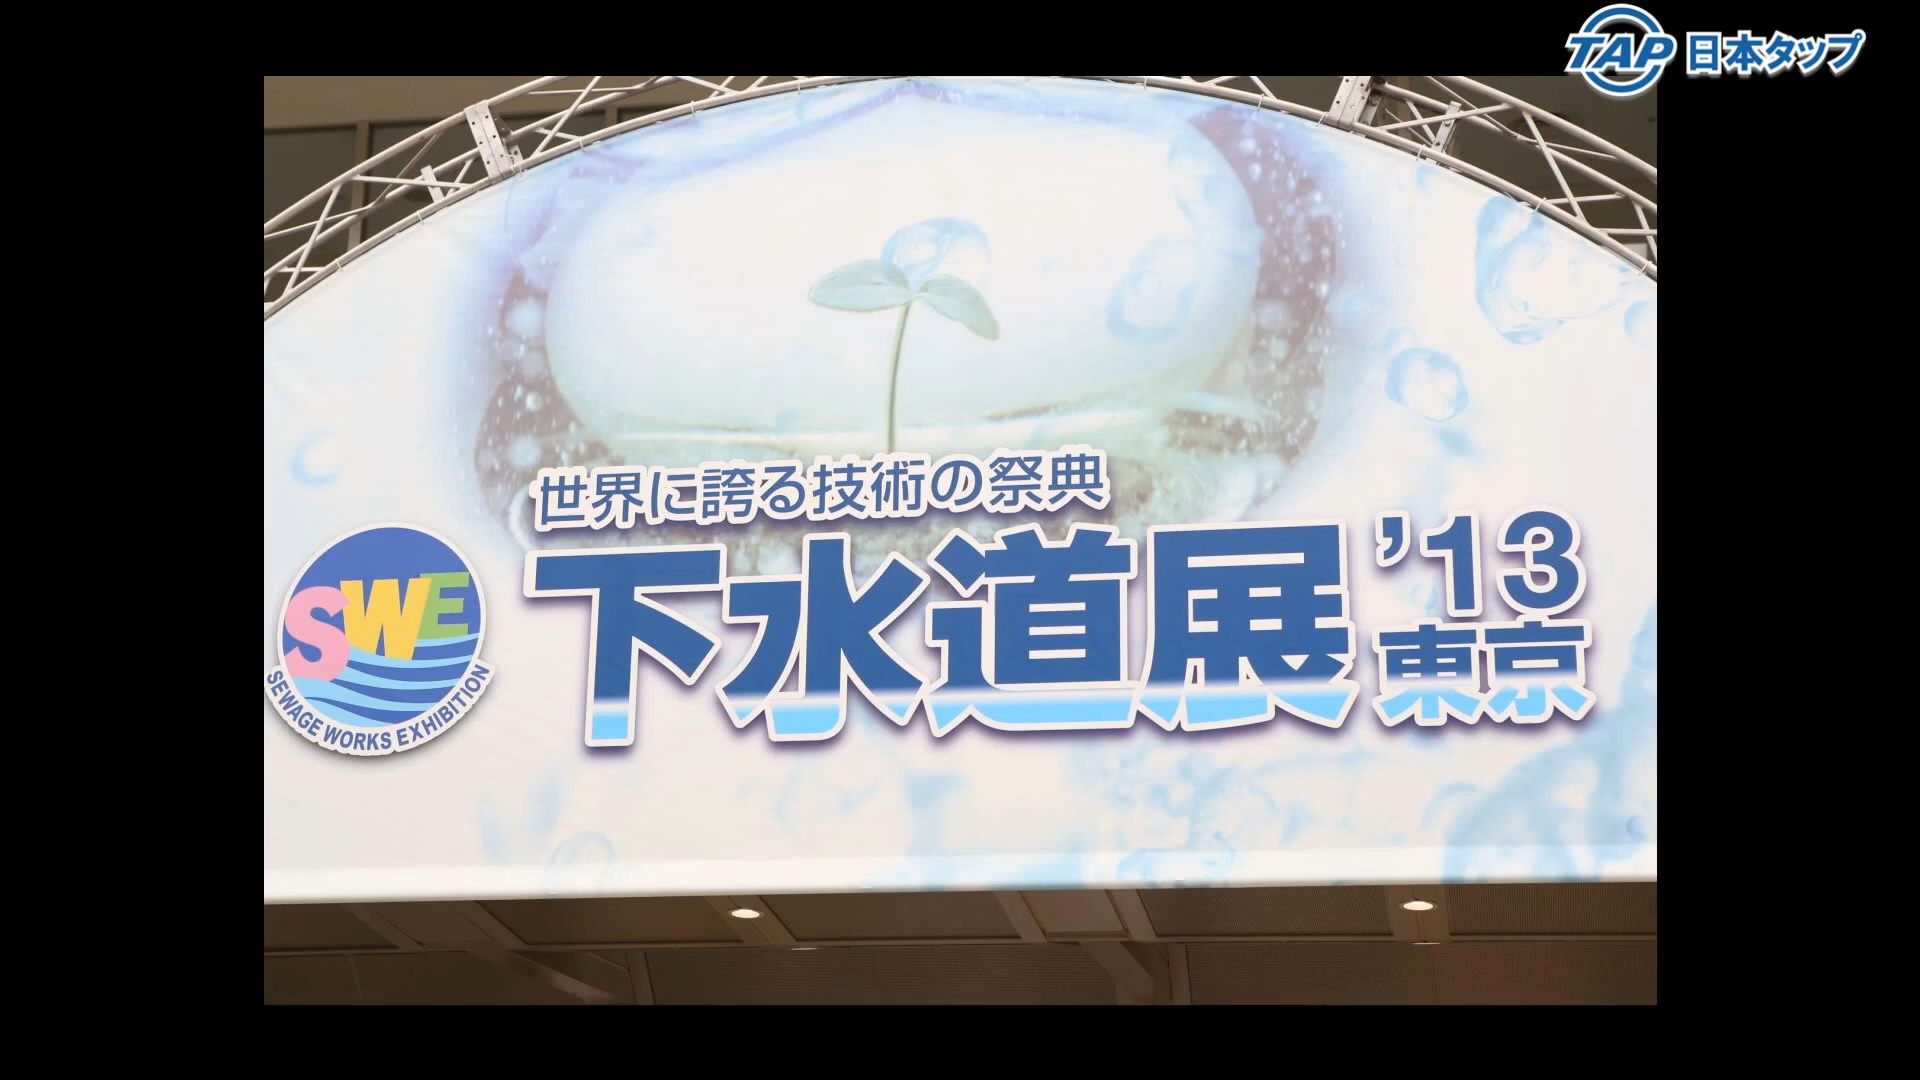 TAP 日本タップ
世界に誇る技術の祭典
下水道展 '13
東京
SWE
SEWAGE WORKS EXHIBITION